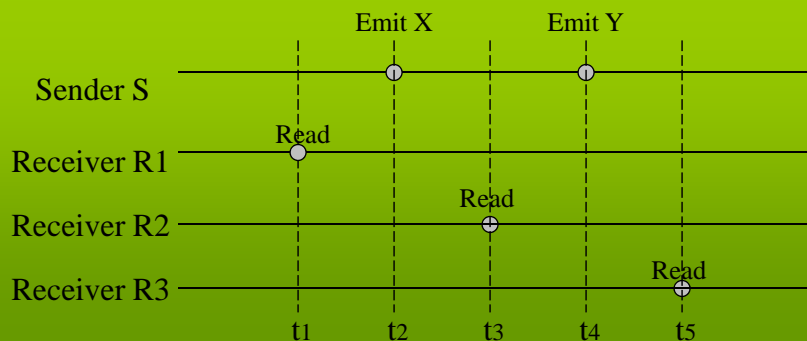 Emit X Emit Y
Sender S
Read
Receiver R1
Read
Receiver R2
Read
Receiver R3
t1 t2 t3 t4 t5